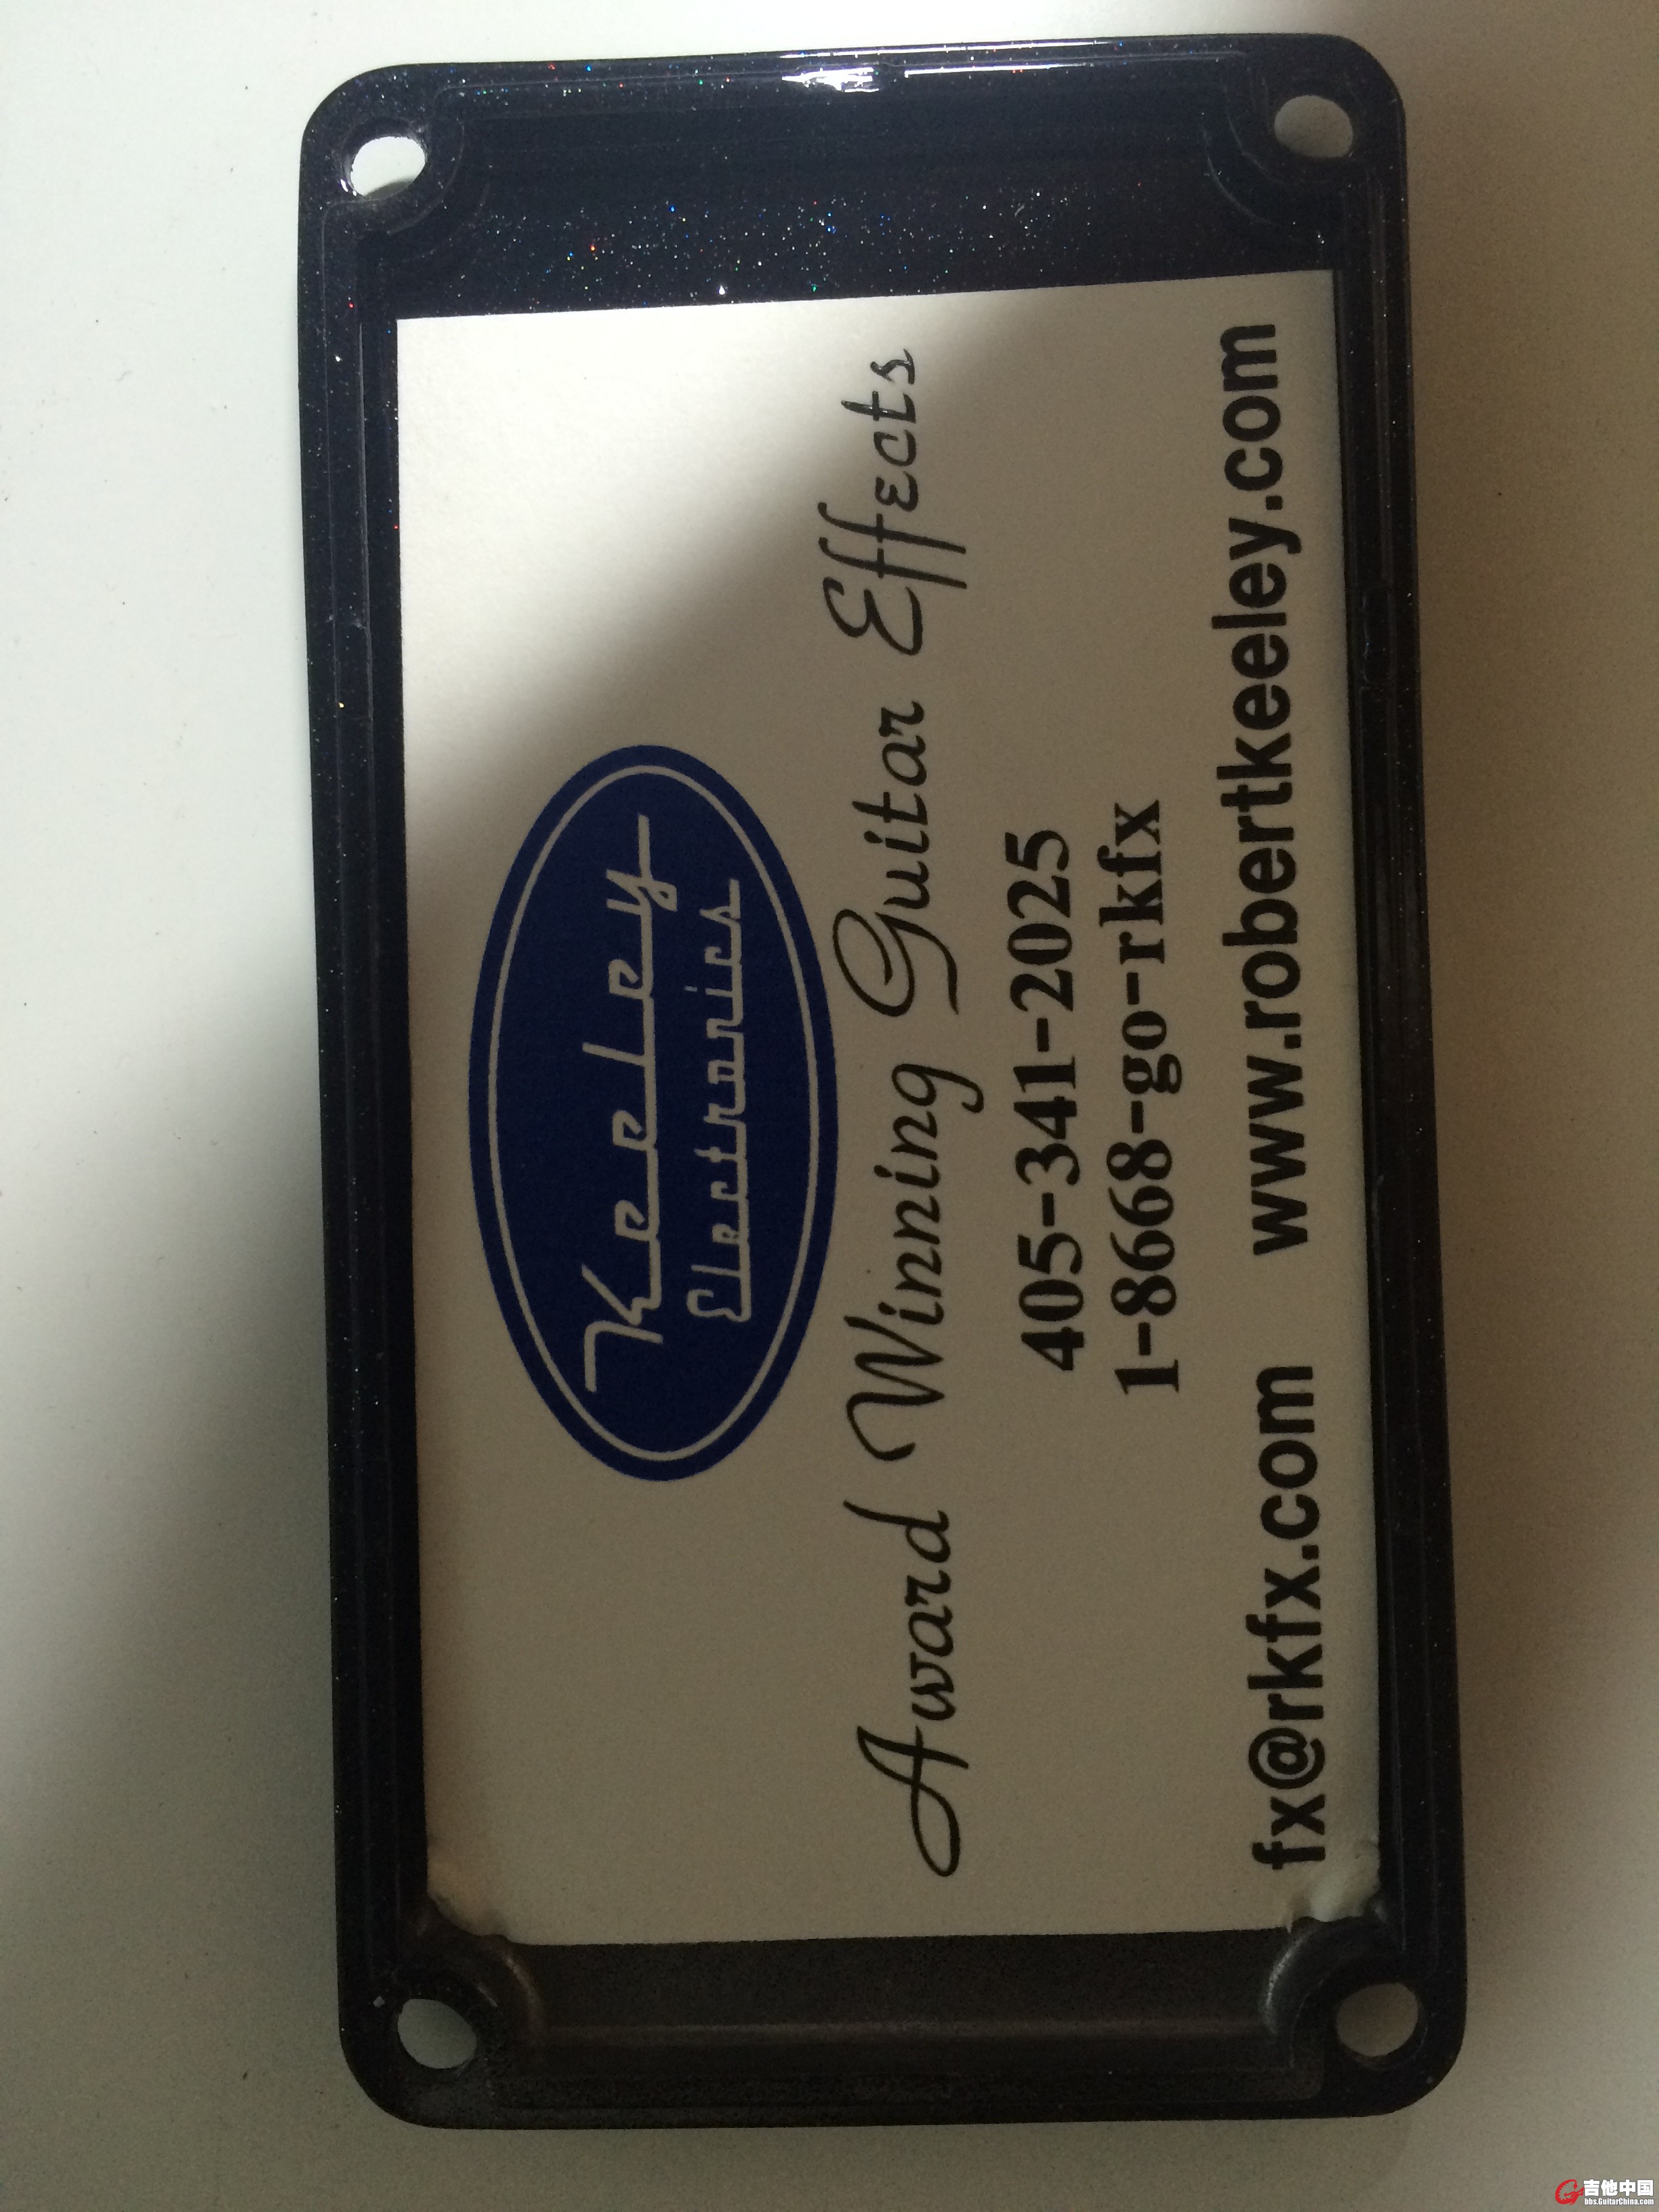 Keeley
Electronics
Award Winning Guitar Effects
405-341-2025
1-8668-go-rkfx
fx@rkfx.com www.robertkeeley.com
吉他中国
bbs.GuitarChina.com